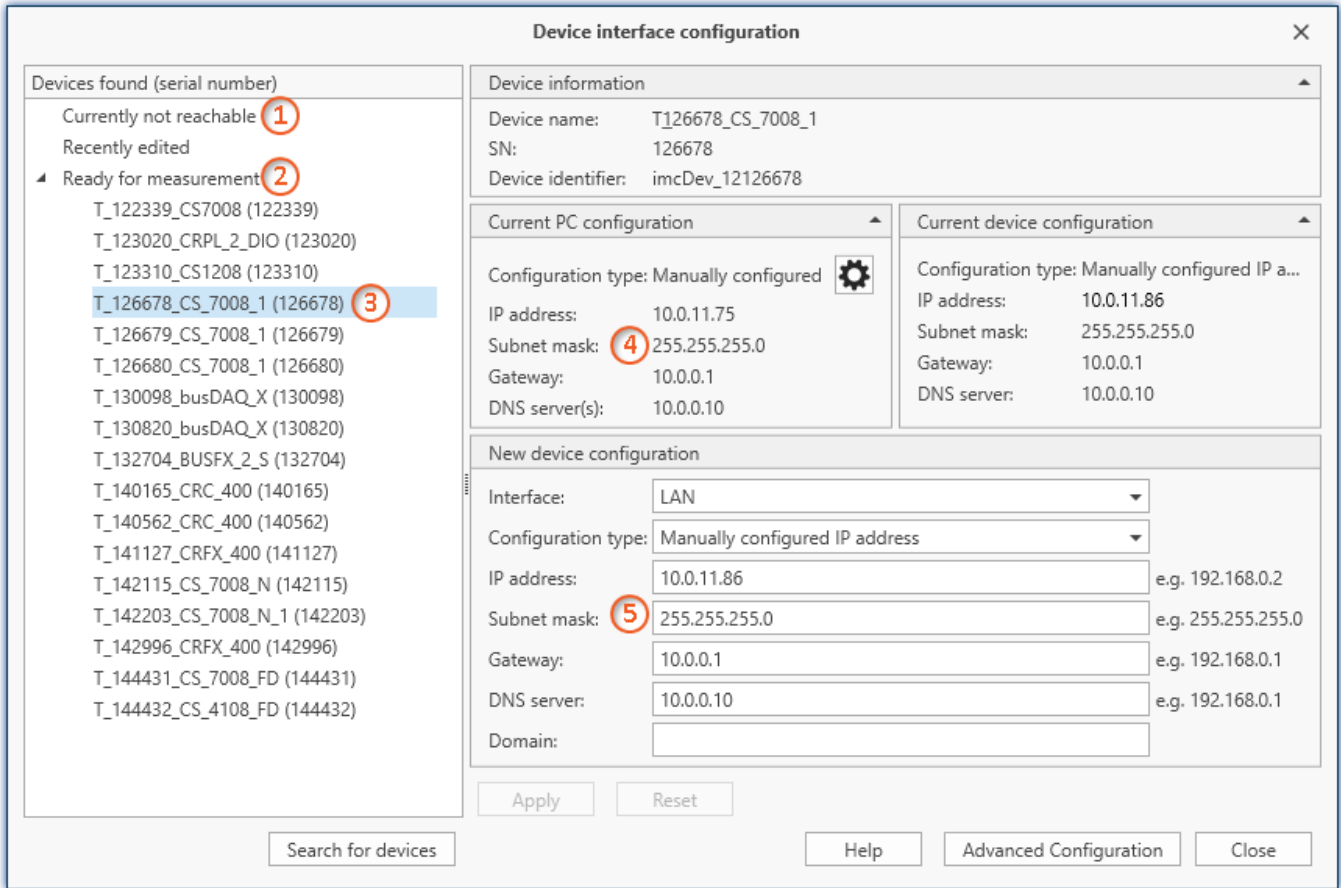 Device interface configuration
Devices found (serial number)
Currently not reachable 1
Recently edited
Ready for measurement 2
T_122339_CS7008 (122339)
T_123020_CRPL_2_DIO (123020)
T_123310_CS1208 (123310)
T_126678_CS_7008_1 (126678) 3
T_126679_CS_7008_1 (126679)
T_126680_CS_7008_1 (126680)
T_130098_busDAQ_X (130098)
T_130820_busDAQ_X (130820)
T_132704_BUSFX_2_S (132704)
T_140165_CRC_400 (140165)
T_140562_CRC_400 (140562)
T_141127_CRFX_400 (141127)
T_142115_CS_7008_N (142115)
T_142203_CS_7008_N_1 (142203)
T_142996_CRFX_400 (142996)
T_144431_CS_7008_FD (144431)
T_144432_CS_4108_FD (144432)
Search for devices
Device information
Device name: T126678_CS_7008_1
SN: 126678
Device identifier: imcDev_12126678
Current PC configuration
Configuration type: Manually configured
IP address: 10.0.11.75
Subnet mask: 4 255.255.255.0
Gateway: 10.0.0.1
DNS server(s): 10.0.0.10
Current device configuration
Configuration type: Manually configured IP a...
IP address: 10.0.11.86
Subnet mask: 255.255.255.0
Gateway: 10.0.0.1
DNS server: 10.0.0.10
New device configuration
Interface: LAN
Configuration type: Manually configured IP address
IP address: 10.0.11.86 e.g. 192.168.0.2
Subnet mask: 5 255.255.255.0 e.g. 255.255.255.0
Gateway: 10.0.0.1 e.g. 192.168.0.1
DNS server: 10.0.0.10 e.g. 192.168.0.1
Domain:
Apply Reset
Help Advanced Configuration Close